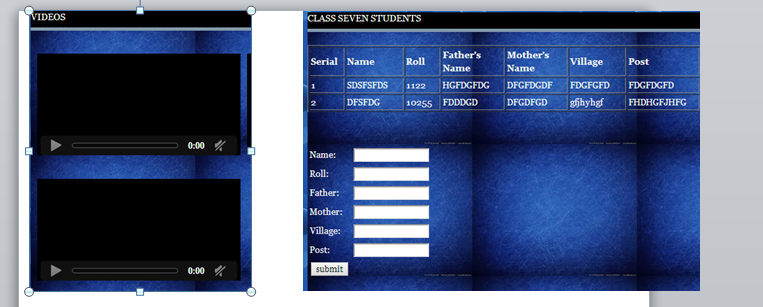 VIDEOS
0:00
0:00
CLASS SEVEN STUDENTS
Serial Name Roll Father's Name Mother's Name Village Post
1 SDSFSFDS 1122 HGFDGFDG DFGFDGDF FDGFGFD FDGFDGFD
2 DFSFDG 10255 FDDDGD DFGDFGD gfjhyhgf FHDHGFJHFG
Name:
Roll:
Father:
Mother:
Village:
Post:
submit